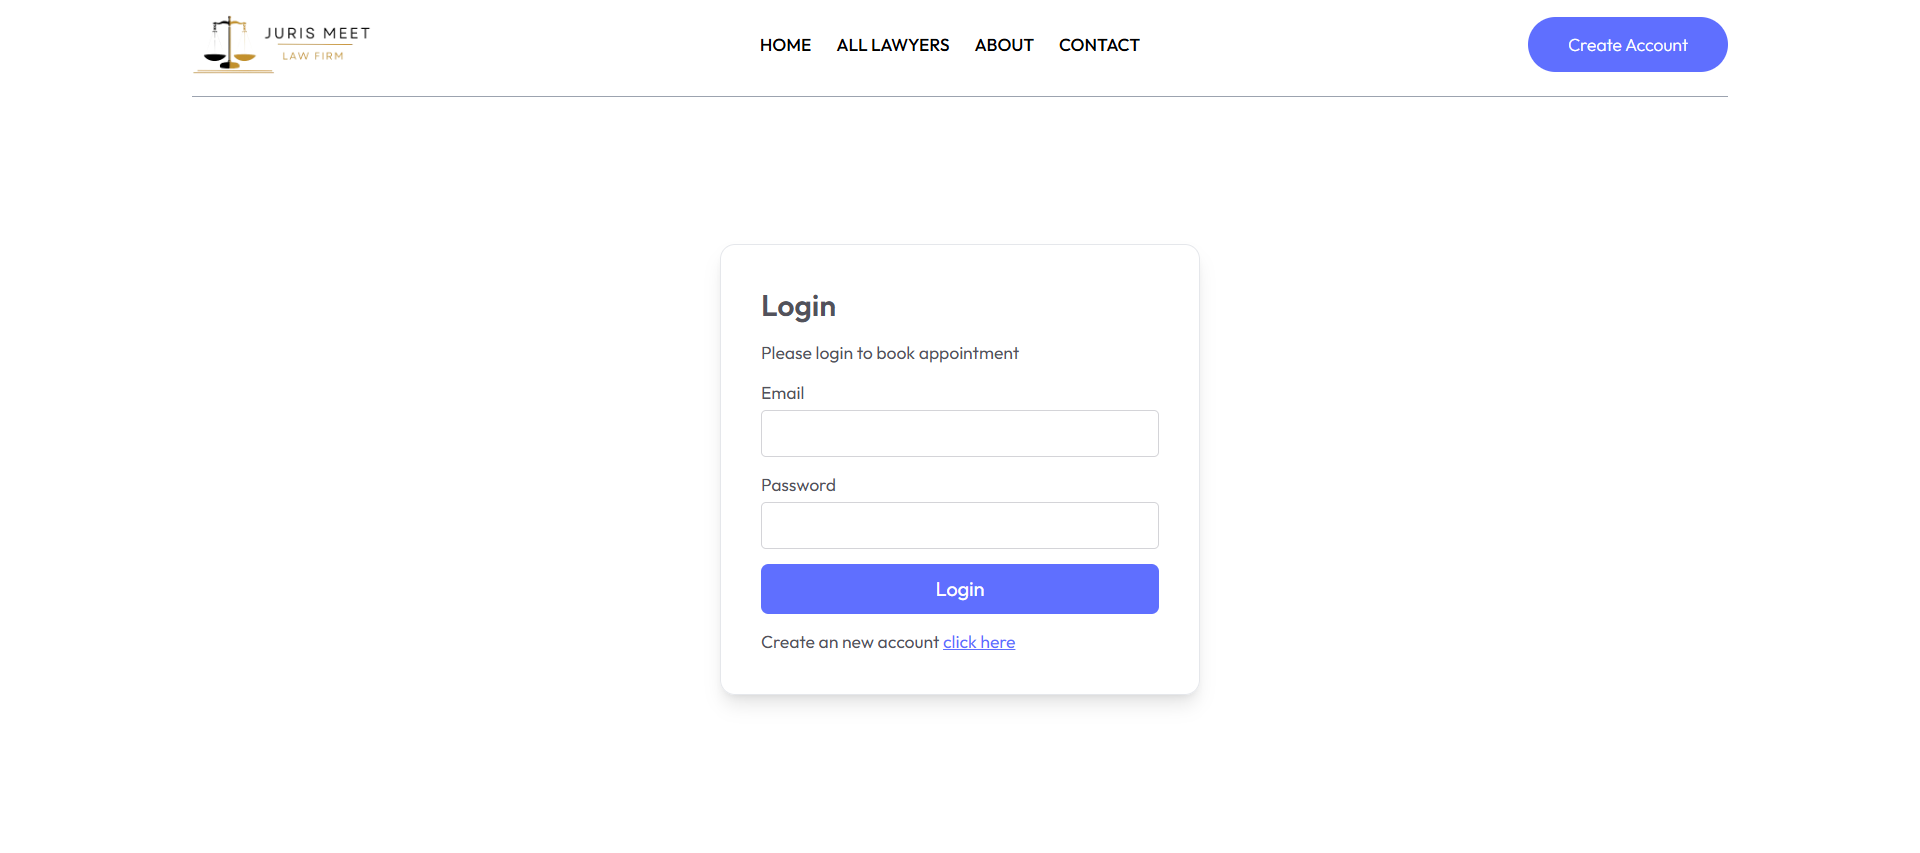 JURIS MEET
LAW FIRM
HOME ALL LAWYERS ABOUT CONTACT
Create Account
Login
Please login to book appointment
Email
Password
Login
Create an new account click here